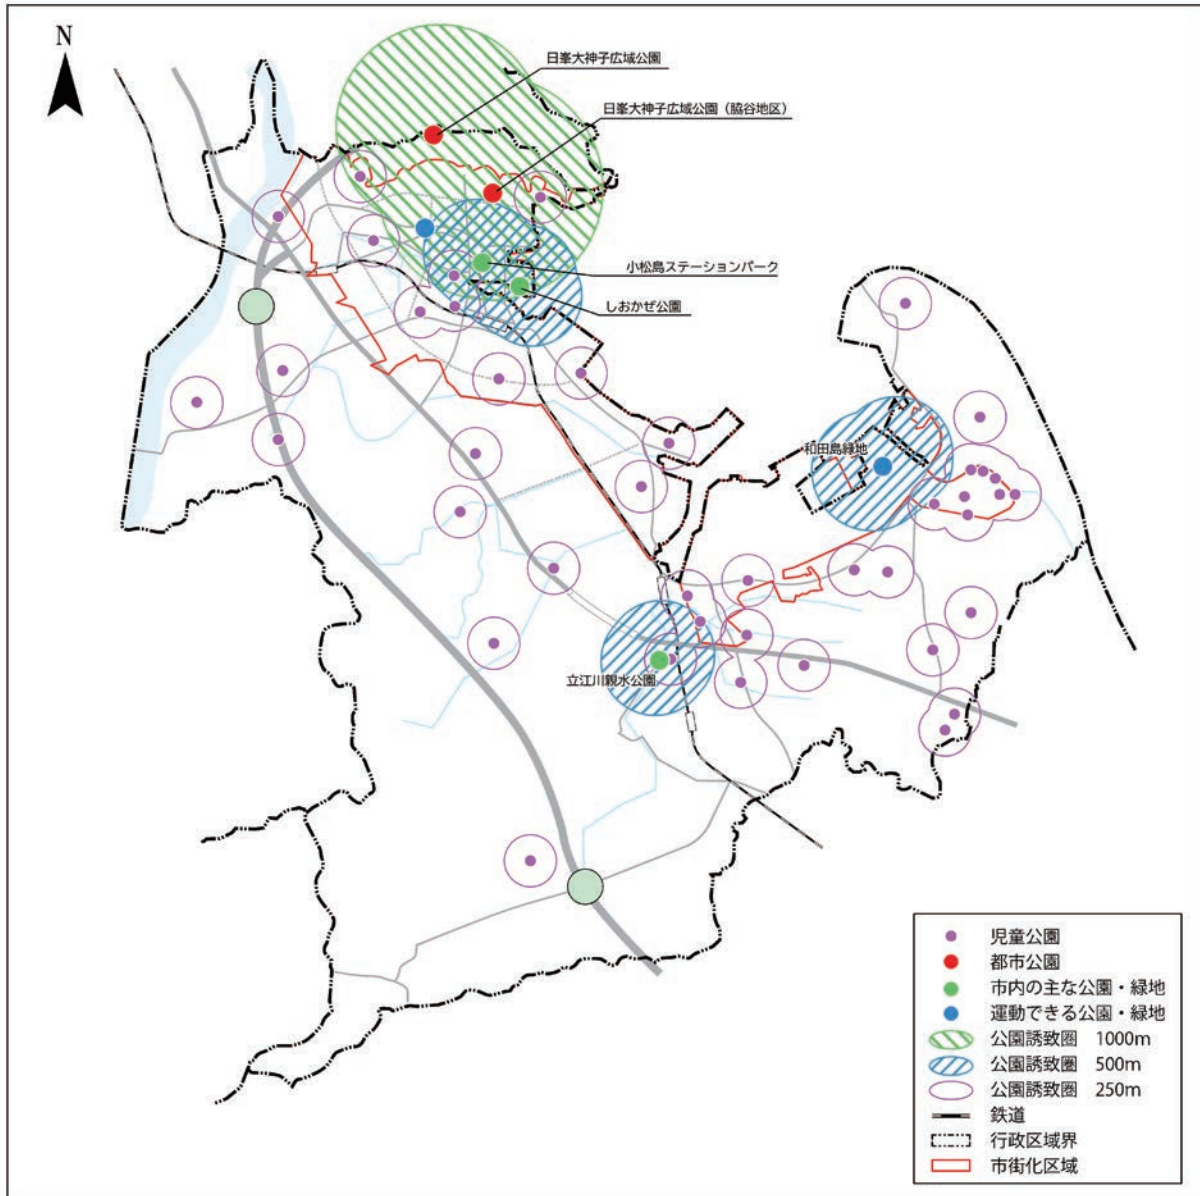 N
日峯大神子広域公園
日峯大神子広域公園（脇谷地区）
小松島ステーションパーク
しおかぜ公園
和田島緑地
立江川親水公園
児童公園
都市公園
市内の主な公園・緑地
運動できる公園・緑地
公園誘致圏 1000m
公園誘致圏 500m
公園誘致圏 250m
鉄道
行政区域界
市街化区域